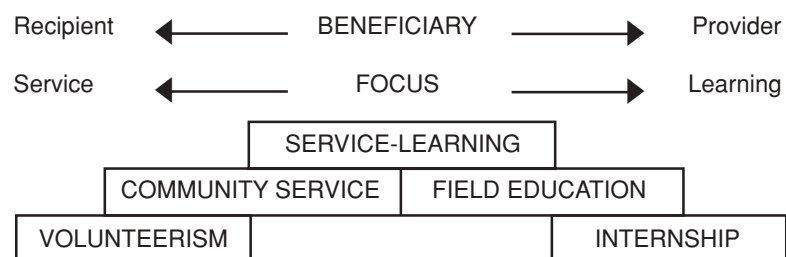 Recipient BENEFICIARY Provider
Service FOCUS Learning
SERVICE-LEARNING
COMMUNITY SERVICE FIELD EDUCATION
VOLUNTEERISM INTERNSHIP